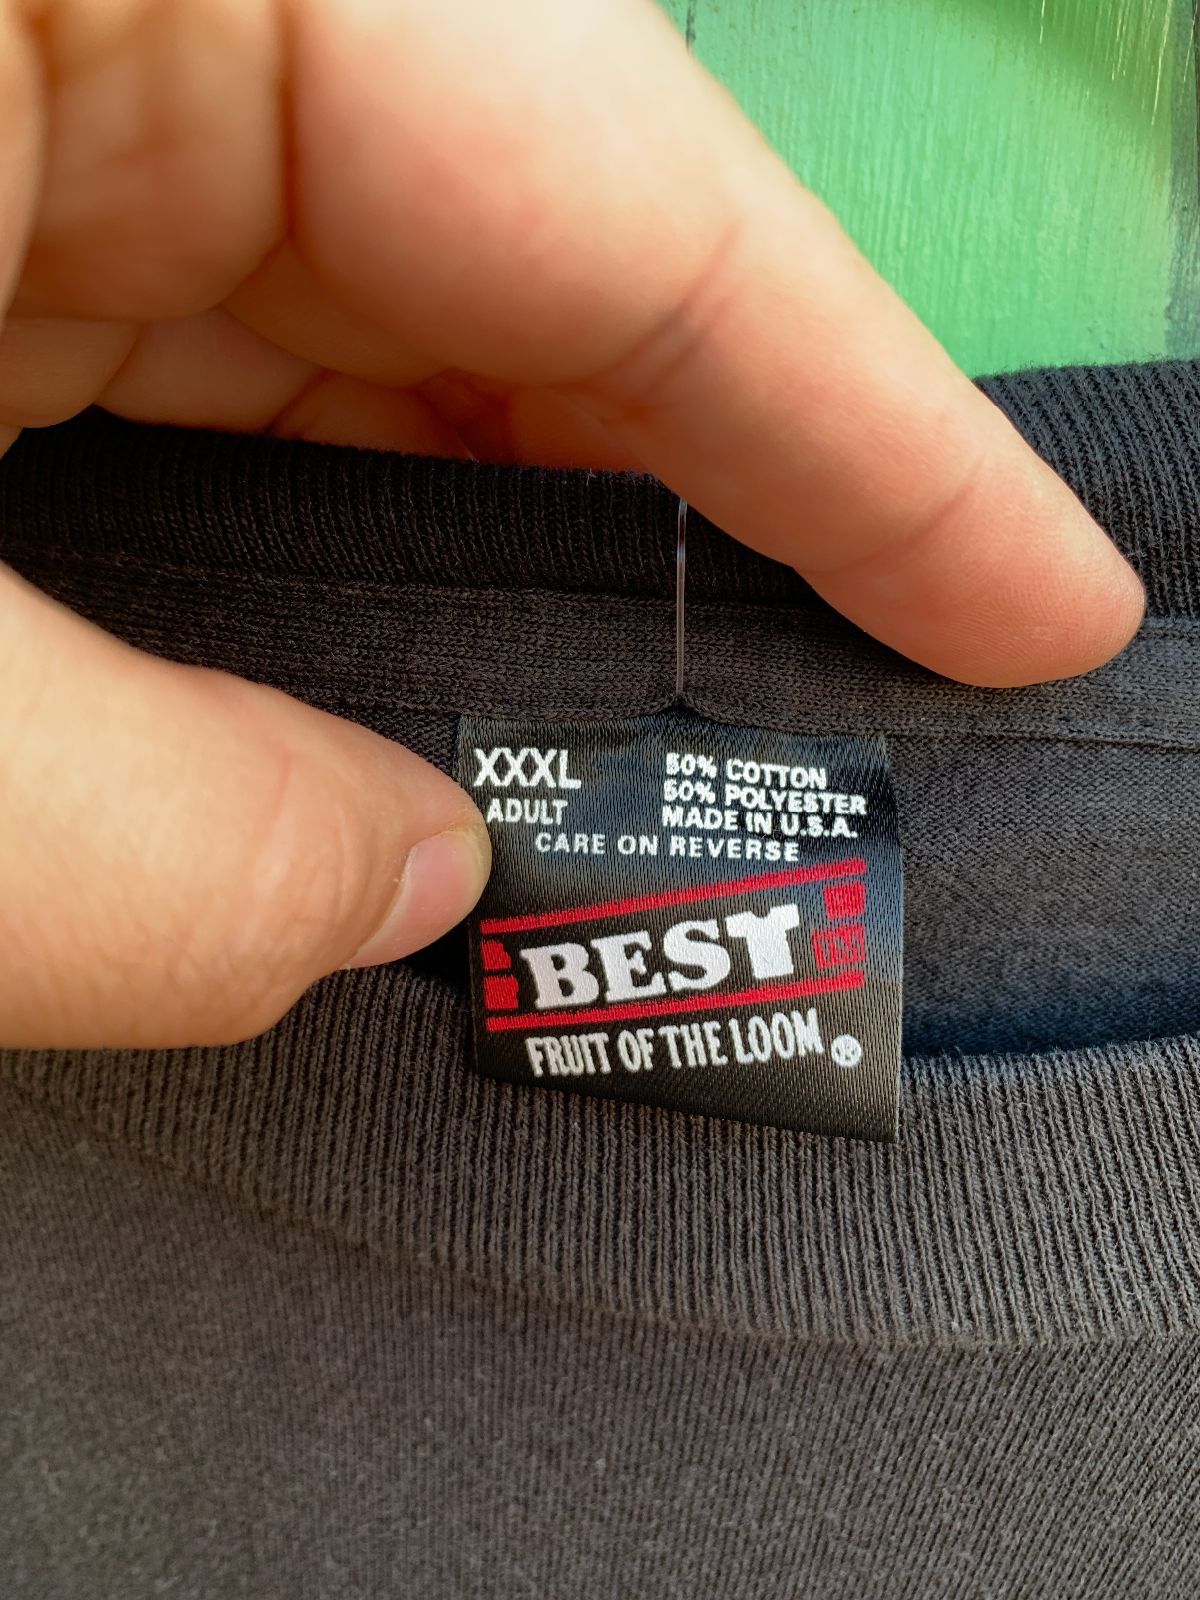 XXXL
ADULT
50% COTTON
50% POLYESTER
MADE IN U.S.A.
CARE ON REVERSE
BEST
FRUIT OF THE LOOM ®